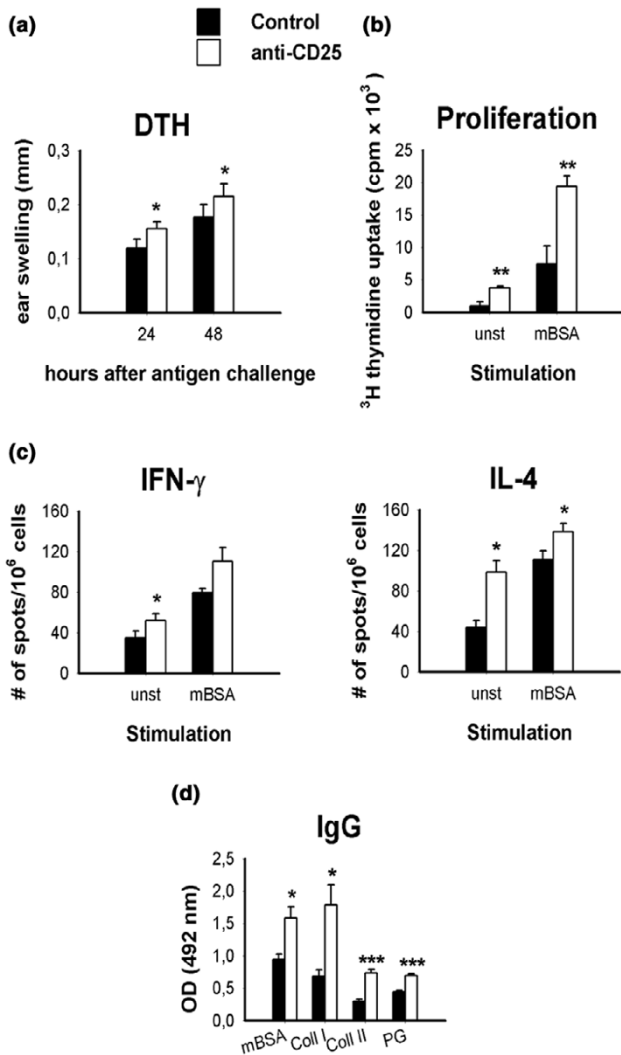 (a)
Control
anti-CD25
(b)
DTH
ear swelling (mm)
0,3
0,2
0,1
0,0
*
*
24 48
hours after antigen challenge
Proliferation
³H thymidine uptake (cpm x 10³)
25
20
15
10
5
0
**
**
unst mBSA
Stimulation
(c)
IFN-γ
# of spots/10⁶ cells
160
120
80
40
0
*
unst mBSA
Stimulation
IL-4
# of spots/10⁶ cells
160
120
80
40
0
*
*
unst mBSA
Stimulation
(d)
IgG
OD (492 nm)
2,5
2,0
1,5
1,0
0,5
0,0
*
*
***
***
mBSA Coll I Coll II PG